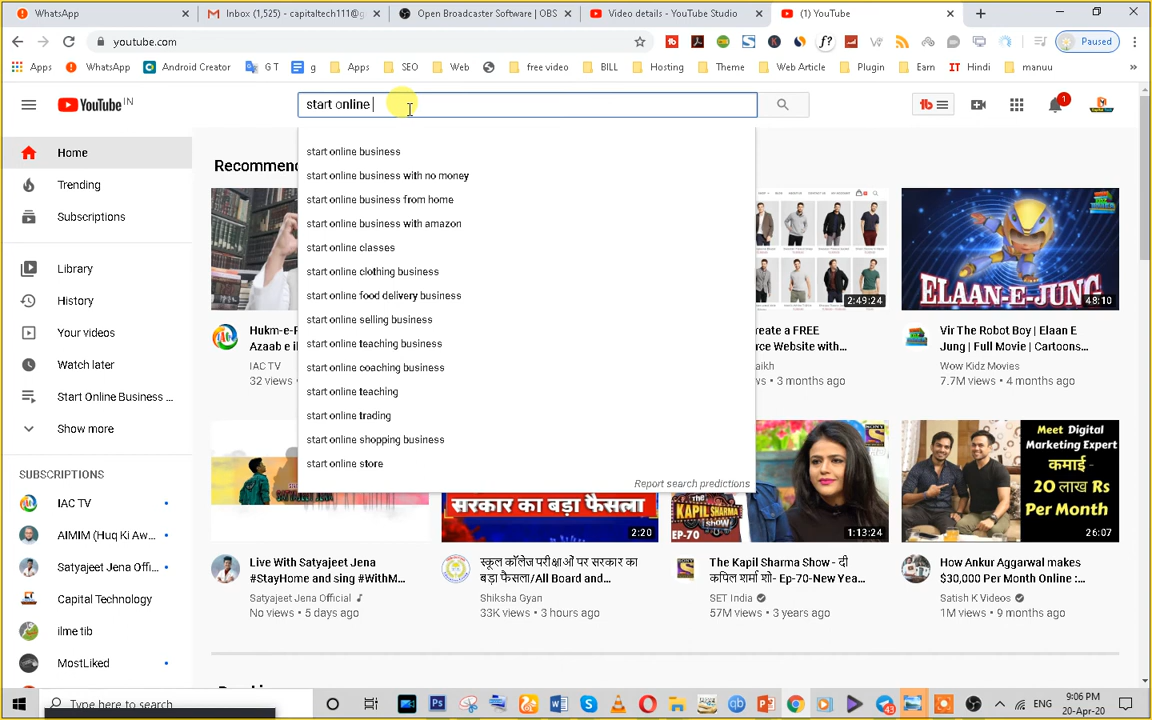 WhatsApp
Inbox (1,525) - capitaltech111@g
Open Broadcaster Software | OBS
Video details - YouTube Studio
(1) YouTube
youtube.com
Paused
Apps
WhatsApp
Android Creator
G T
g
Apps
SEO
Web
free video
BILL
Hosting
Theme
Web Article
Plugin
Earn
IT Hindi
manuu
YouTube IN
start online
start online business
start online business with no money
start online business from home
start online business with amazon
start online classes
start online clothing business
start online food delivery business
start online selling business
start online teaching business
start online coaching business
start online teaching
start online trading
start online shopping business
start online store
Report search predictions
Home
Trending
Subscriptions
Library
History
Your videos
Watch later
Start Online Business ...
Show more
SUBSCRIPTIONS
IAC TV
AIMIM (Huq Ki Aw...
Satyajeet Jena Offi...
Capital Technology
ilme tib
MostLiked
Recommen
2:49:24
ELAAN-E-JUNG
48:10
Hukm-e-R
Azaab e il
IAC TV
32 views •
reate a FREE
rce Website with...
aikh
ws • 3 months ago
Vir The Robot Boy | Elaan E
Jung | Full Movie | Cartoons...
Wow Kidz Movies
7.7M views • 4 months ago
सरकार का बड़ा फैसला
2:20
THE
KAPIL SHARMA
SHOW
EP-70
1:13:24
Meet Digital
Marketing Expert
कमाई -
20 लाख Rs
Per Month
26:07
Live With Satyajeet Jena
#StayHome and sing #WithM...
Satyajeet Jena Official
No views • 5 days ago
स्कूल कॉलेज परीक्षाओं पर सरकार का
बड़ा फैसला/All Board and...
Shiksha Gyan
33K views • 3 hours ago
The Kapil Sharma Show - दी
कपिल शर्मा शो- Ep-70-New Yea...
SET India
57M views • 3 years ago
How Ankur Aggarwal makes
$30,000 Per Month Online :...
Satish K Videos
1M views • 9 months ago
Type here to search
43
ENG
9:06 PM
20-Apr-20